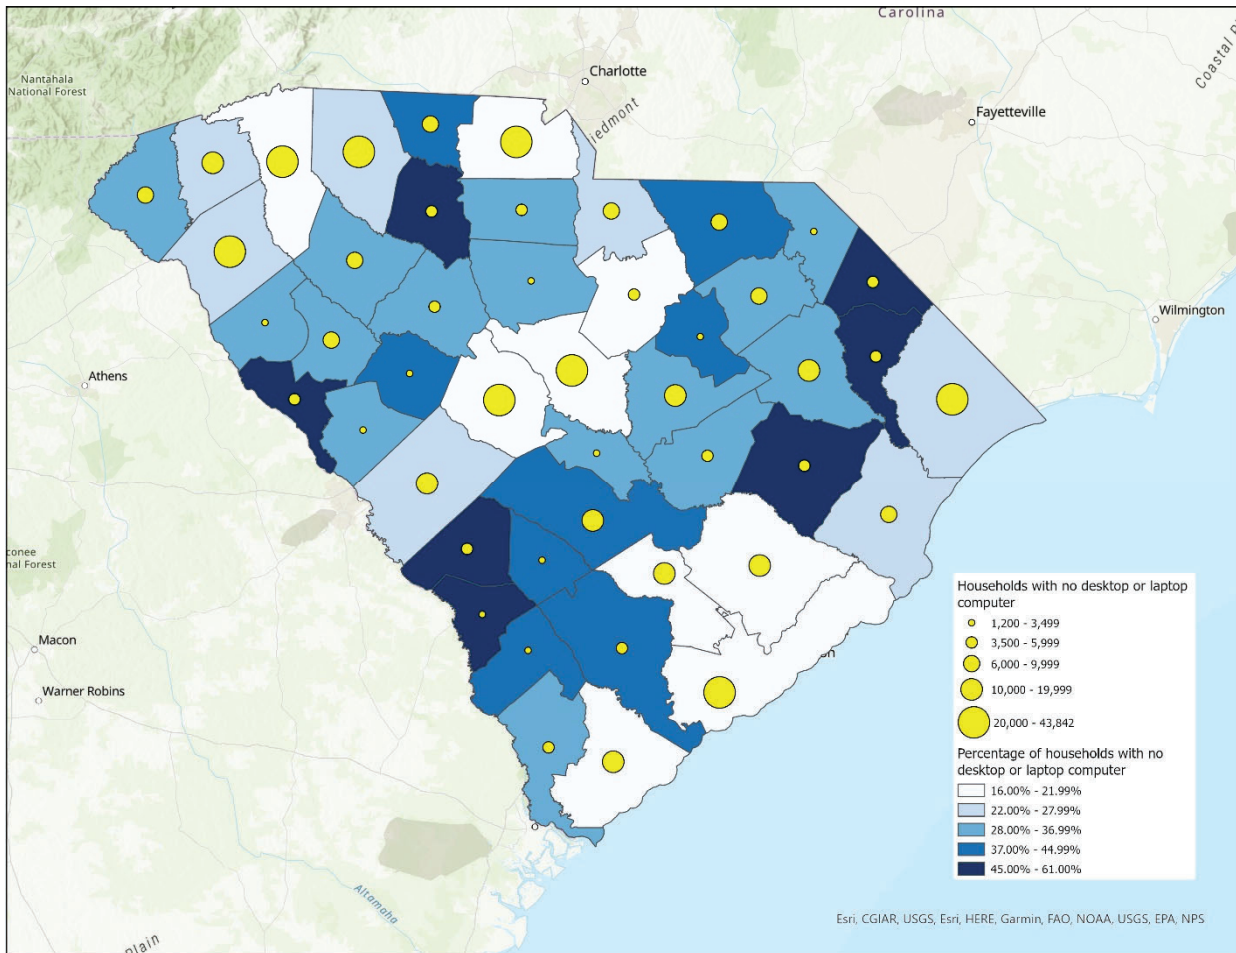 Carolina
Coastal Pl
Nantahala
National Forest
Charlotte
iedmont
Fayetteville
Wilmington
Athens
conee
nal Forest
Macon
Warner Robins
on
Altamaha
Plain
Households with no desktop or laptop
computer
1,200 - 3,499
3,500 - 5,999
6,000 - 9,999
10,000 - 19,999
20,000 - 43,842
Percentage of households with no
desktop or laptop computer
16.00% - 21.99%
22.00% - 27.99%
28.00% - 36.99%
37.00% - 44.99%
45.00% - 61.00%
Esri, CGIAR, USGS, Esri, HERE, Garmin, FAO, NOAA, USGS, EPA, NPS